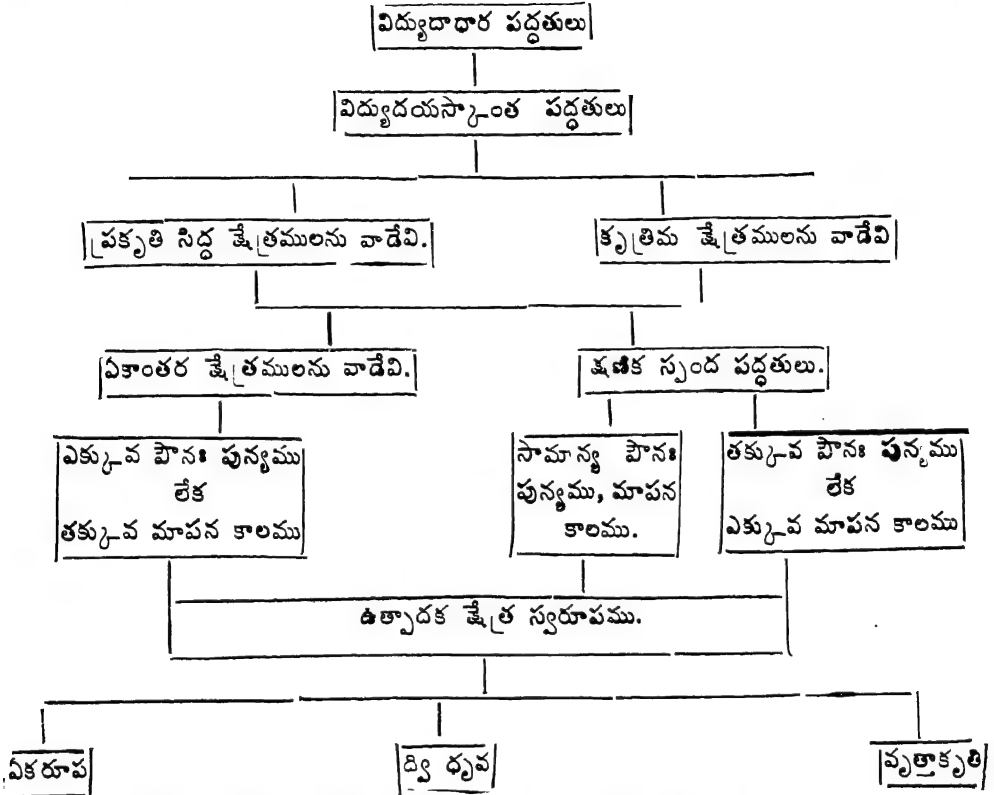 విద్యుదాధార పద్ధతులు
విద్యుదయస్కాంత పద్ధతులు
ప్రకృతి సిద్ధ క్షేత్రములను వాడేవి.
కృత్రిమ క్షేత్రములను వాడేవి
ఏకాంతర క్షేత్రములను వాడేవి.
క్షణిక స్పంద పద్ధతులు.
ఎక్కువ పౌనః పున్యము
లేక
తక్కువ మాపన కాలము
సామాన్య పౌనః
పున్యము, మాపన
కాలము.
తక్కువ పౌనః పున్యము
లేక
ఎక్కువ మాపన కాలము
ఉత్పాదక క్షేత్ర స్వరూపము.
ఏకరూప
ద్వి ధృవ
వృత్తాకృతి